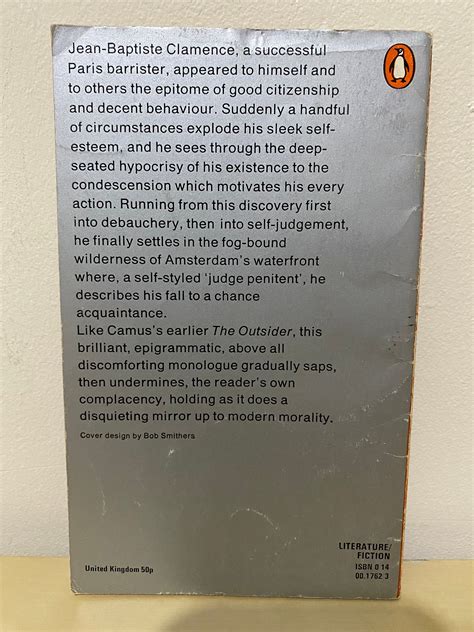 Jean-Baptiste Clamence, a successful
Paris barrister, appeared to himself and
to others the epitome of good citizenship
and decent behaviour. Suddenly a handful
of circumstances explode his sleek self-
esteem, and he sees through the deep-
seated hypocrisy of his existence to the
condescension which motivates his every
action. Running from this discovery first
into debauchery, then into self-judgement,
he finally settles in the fog-bound
wilderness of Amsterdam's waterfront
where, a self-styled 'judge penitent', he
describes his fall to a chance
acquaintance.
Like Camus's earlier The Outsider, this
brilliant, epigrammatic, above all
discomforting monologue gradually saps,
then undermines, the reader's own
complacency, holding as it does a
disquieting mirror up to modern morality.
Cover design by Bob Smithers
United Kingdom 50p
LITERATURE/
FICTION
ISBN 0 14
00.1762 3